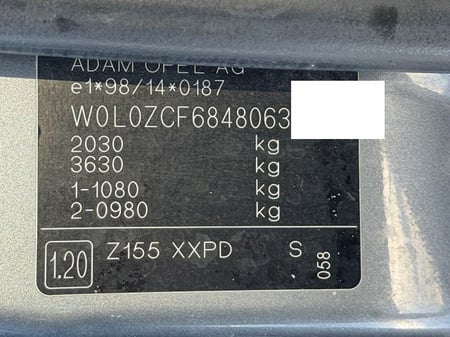 ADAM OPEL AG
e1*98/14*0187
W0L0ZCF6848063
2030 kg
3630 kg
1-1080 kg
2-0980 kg
1.20 Z155 XXPD S 058